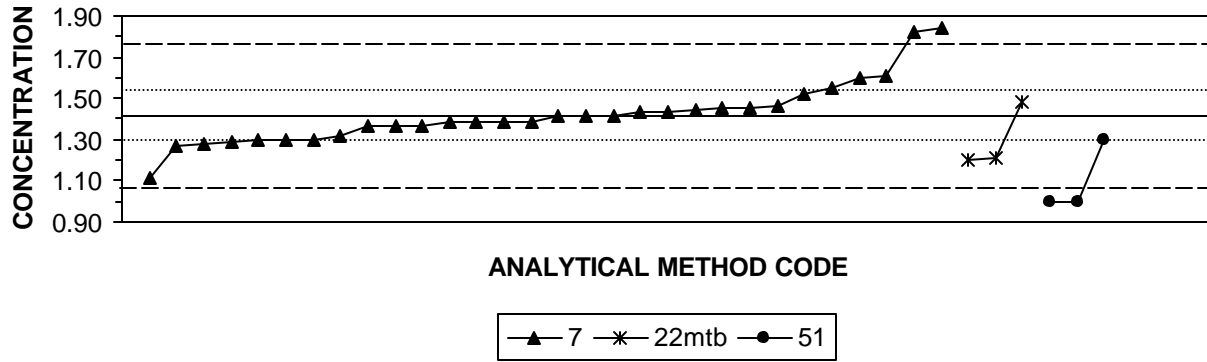 CONCENTRATION
1.90
1.70
1.50
1.30
1.10
0.90
ANALYTICAL METHOD CODE
7 22mtb 51